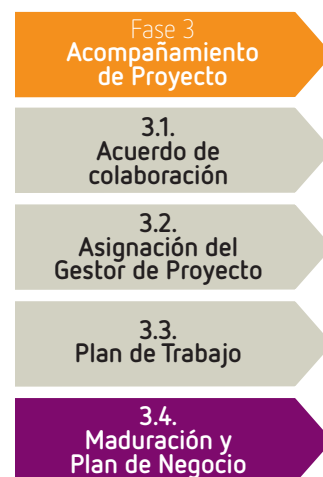 Fase 3
Acompañamiento
de Proyecto
3.1.
Acuerdo de
colaboración
3.2.
Asignación del
Gestor de Proyecto
3.3.
Plan de Trabajo
3.4.
Maduración y
Plan de Negocio